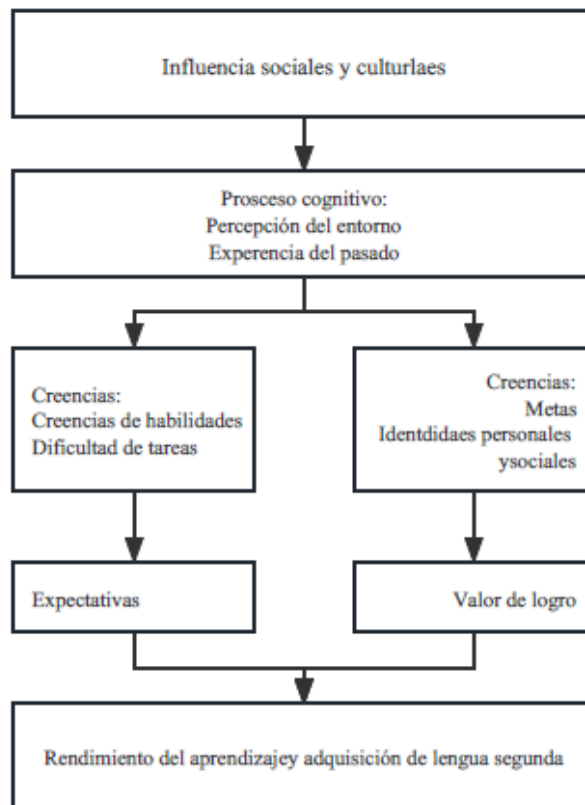 Influencia sociales y culturlaes
Prosceso cognitivo:
Percepción del entorno
Experencia del pasado
Creencias:
Creencias de habilidades
Dificultad de tareas
Creencias:
Metas
Identdidaes personales
ysociales
Expectativas
Valor de logro
Rendimiento del aprendizajey adquisición de lengua segunda